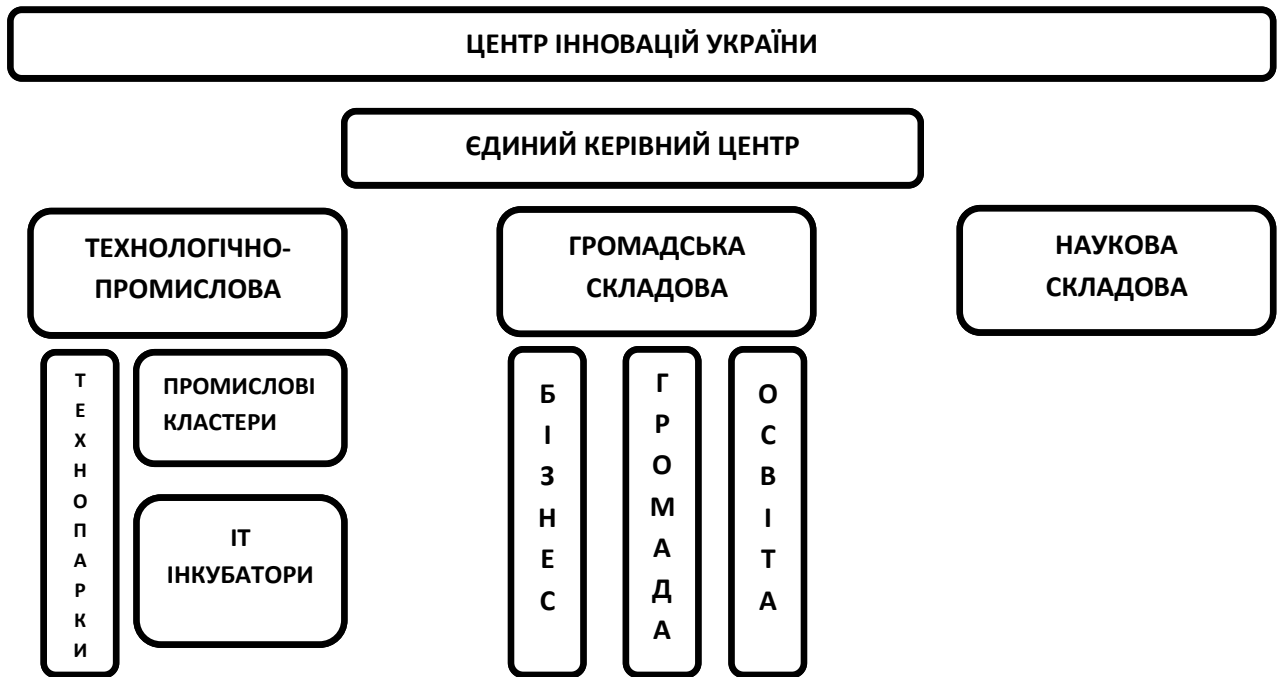 ЦЕНТР ІННОВАЦІЙ УКРАЇНИ
ЄДИНИЙ КЕРІВНИЙ ЦЕНТР
ТЕХНОЛОГІЧНО-
ПРОМИСЛОВА
ГРОМАДСЬКА
СКЛАДОВА
НАУКОВА
СКЛАДОВА
ТЕХНОПАРКИ
ПРОМИСЛОВІ
КЛАСТЕРИ
ІТ
ІНКУБАТОРИ
БІЗНЕС
ГРОМАДА
ОСВІТА